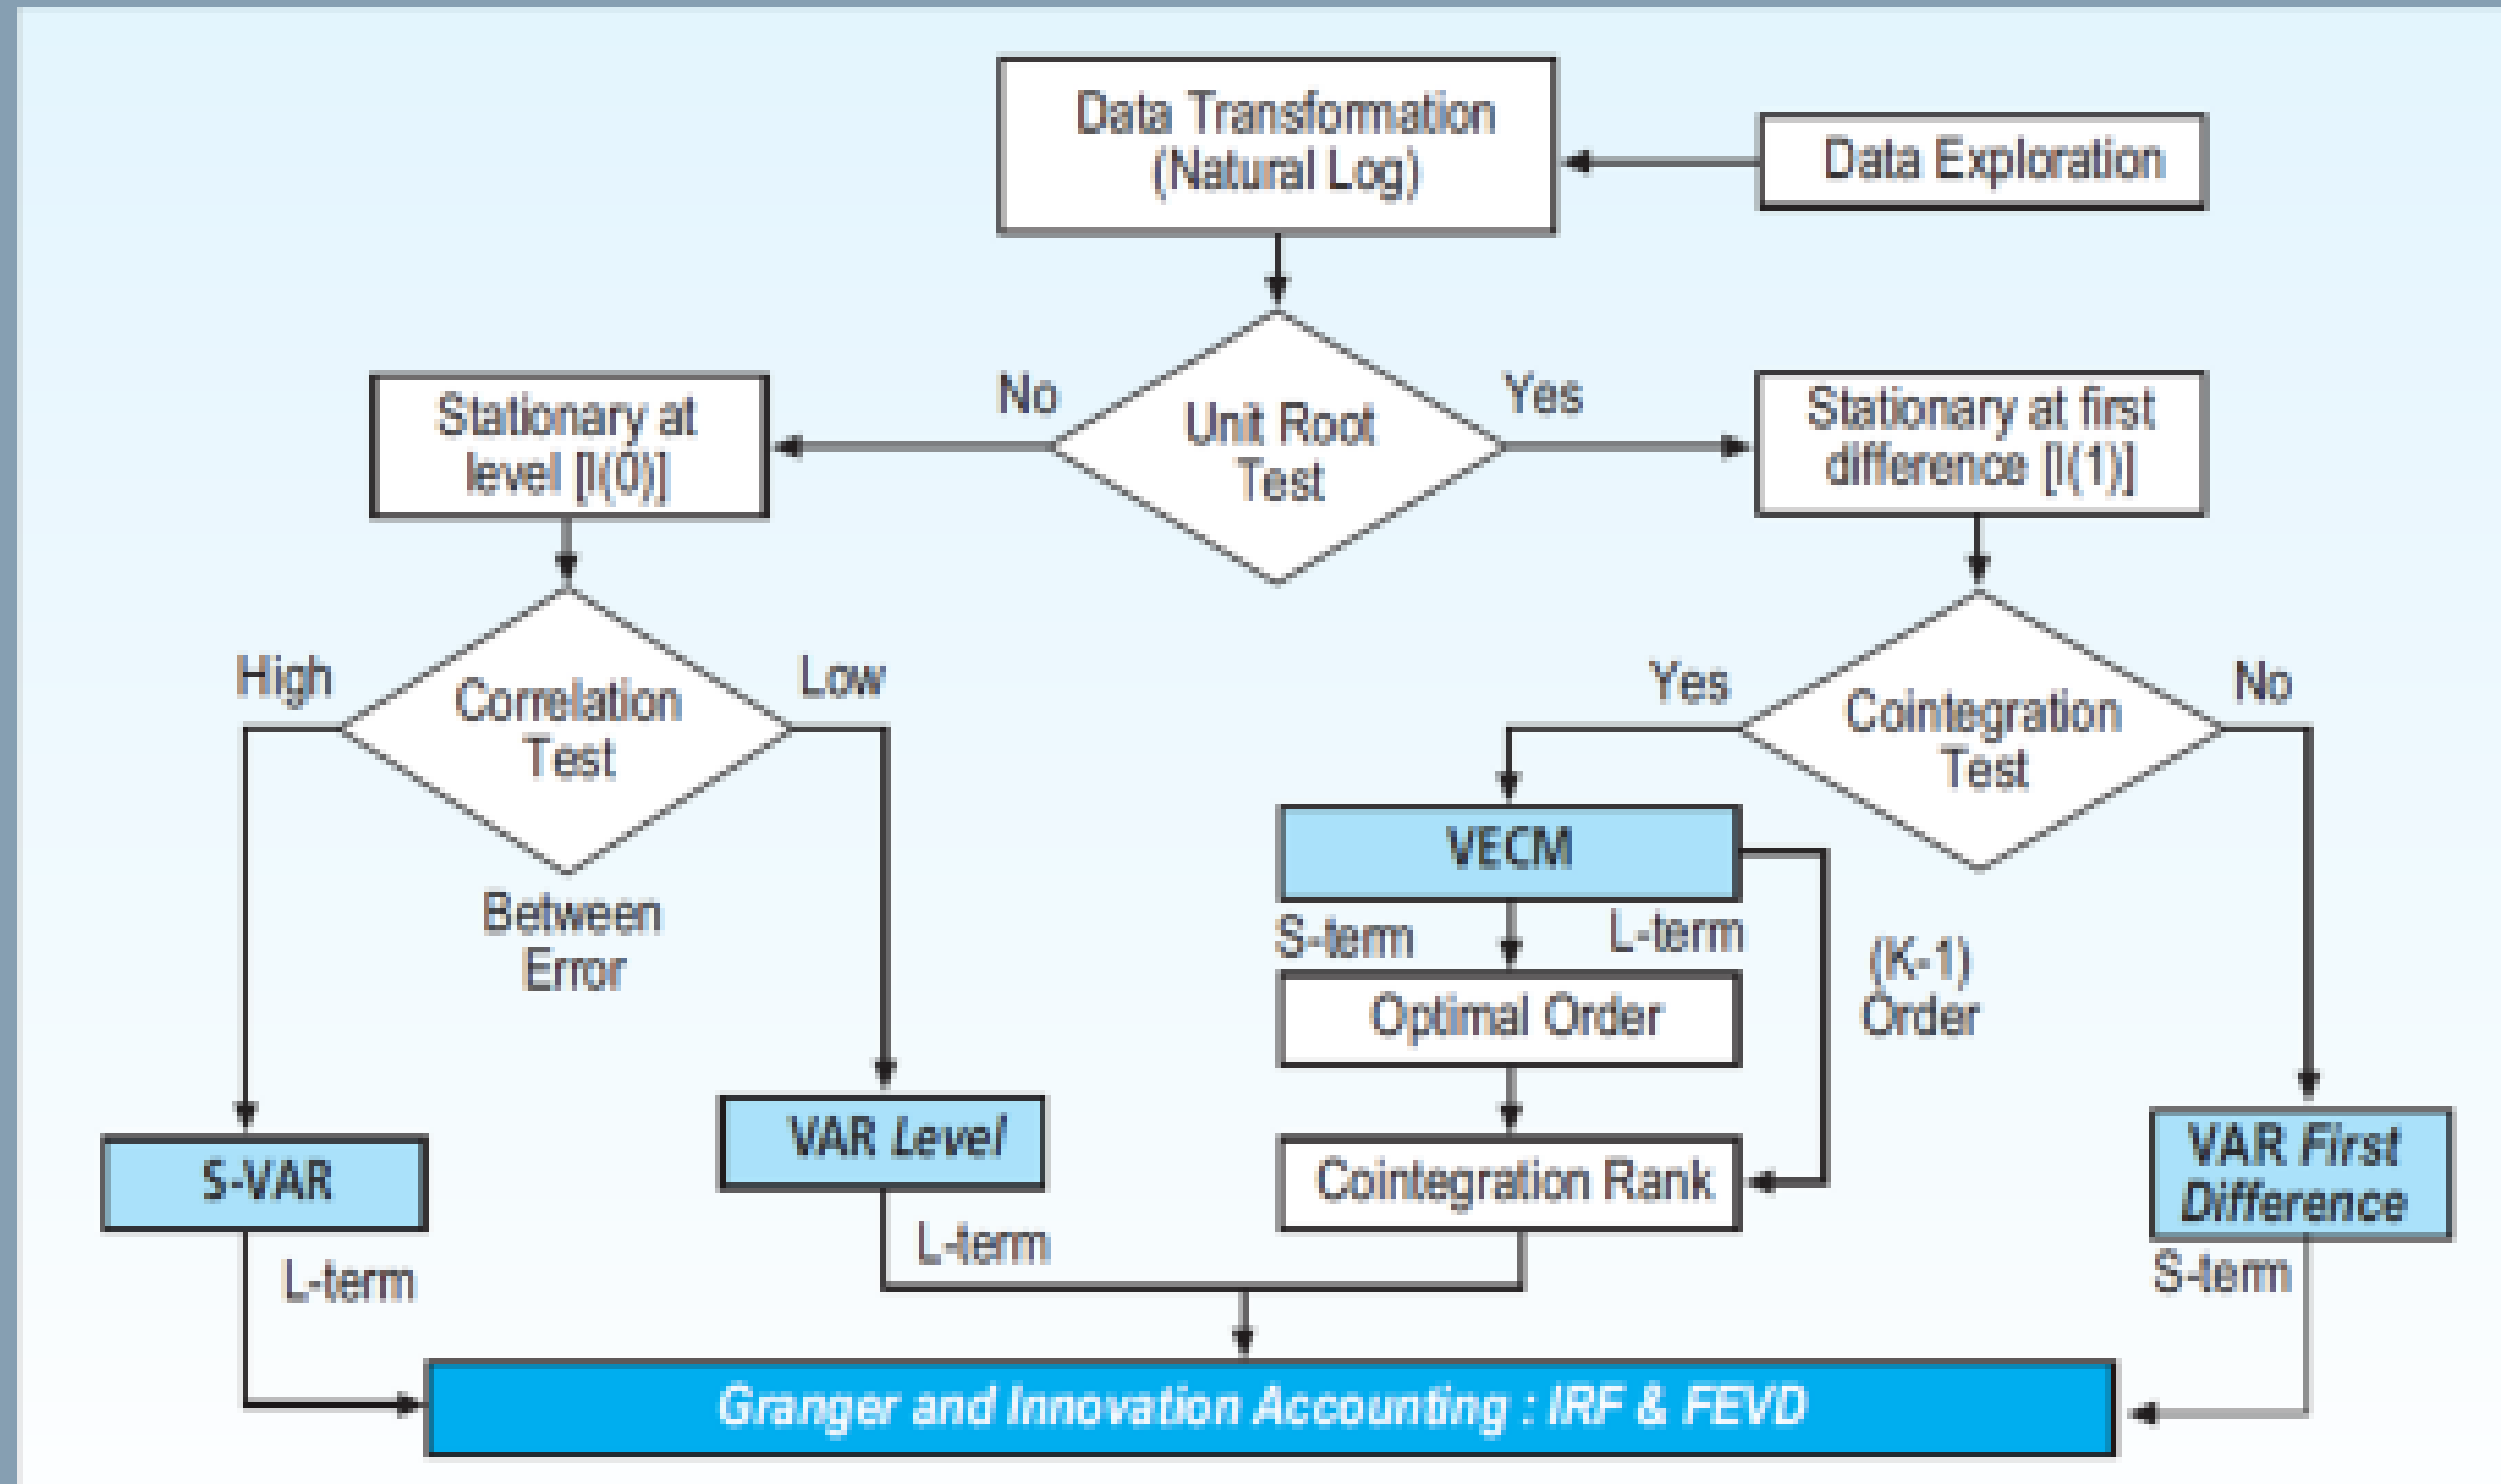 Data Transformation
(Natural Log)
Data Exploration
No
Yes
Unit Root
Test
Stationary at
level [I(0)]
Stationary at first
difference [I(1)]
High
Low
Correlation
Test
Between
Error
Yes
No
Cointegration
Test
VECM
S-term
L-term
(K-1)
Order
Optimal Order
Cointegration Rank
S-VAR
L-term
VAR Level
L-term
VAR First
Difference
S-term
Granger and Innovation Accounting : IRF & FEVD